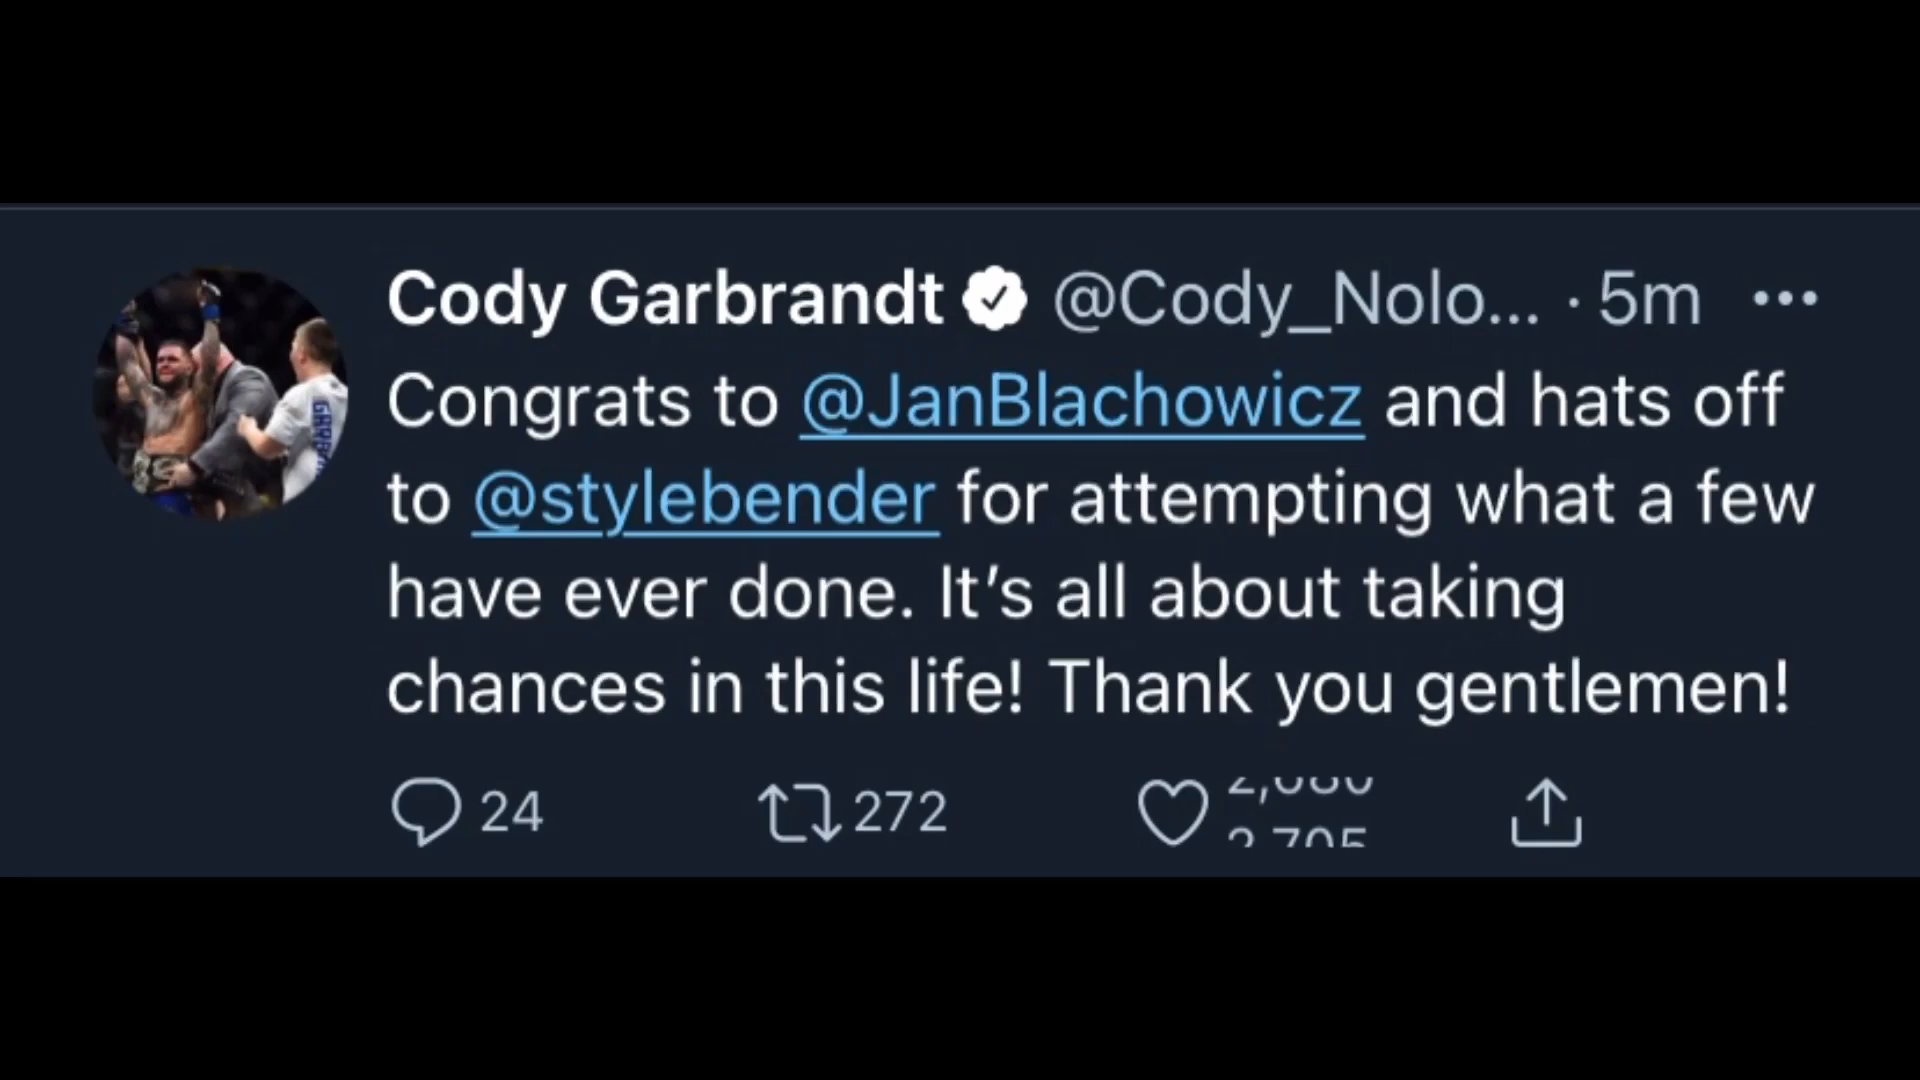 Cody Garbrandt @Cody_Nolo... · 5m
Congrats to @JanBlachowicz and hats off
to @stylebender for attempting what a few
have ever done. It’s all about taking
chances in this life! Thank you gentlemen!
24 272